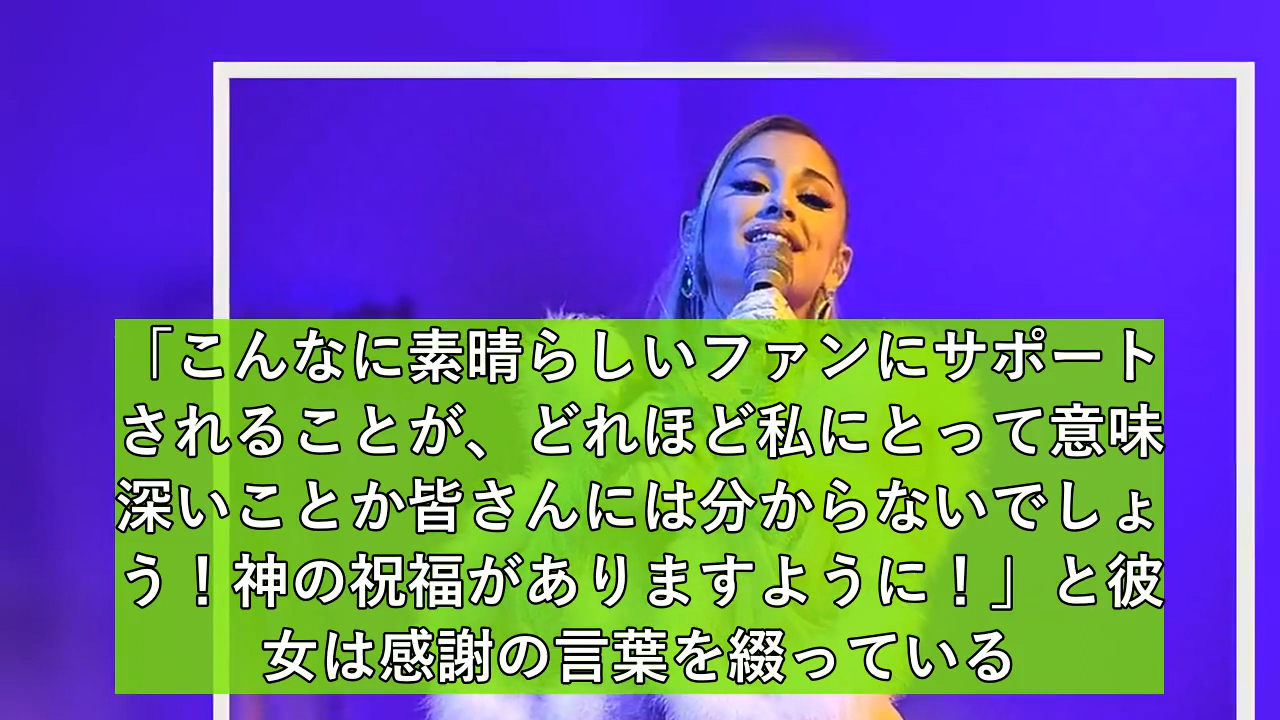 「こんなに素晴らしいファンにサポート
されることが、どれほど私にとって意味
深いことか皆さんには分からないでしょ
う！神の祝福がありますように！」と彼
女は感謝の言葉を綴っている